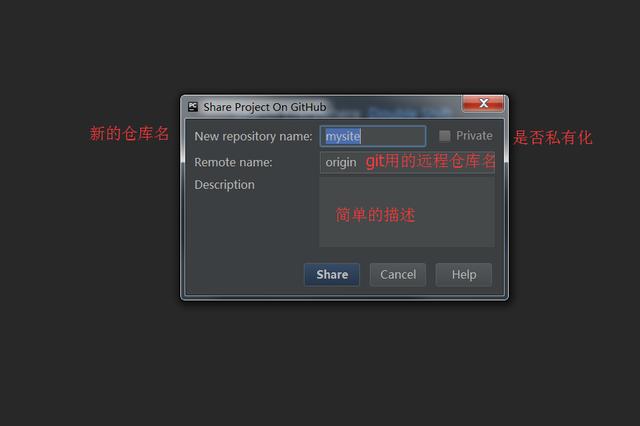 Share Project On GitHub
新的仓库名 New repository name: mysite Private 是否私有化
Remote name: origin git用的远程仓库名
Description
简单的描述
Share Cancel Help